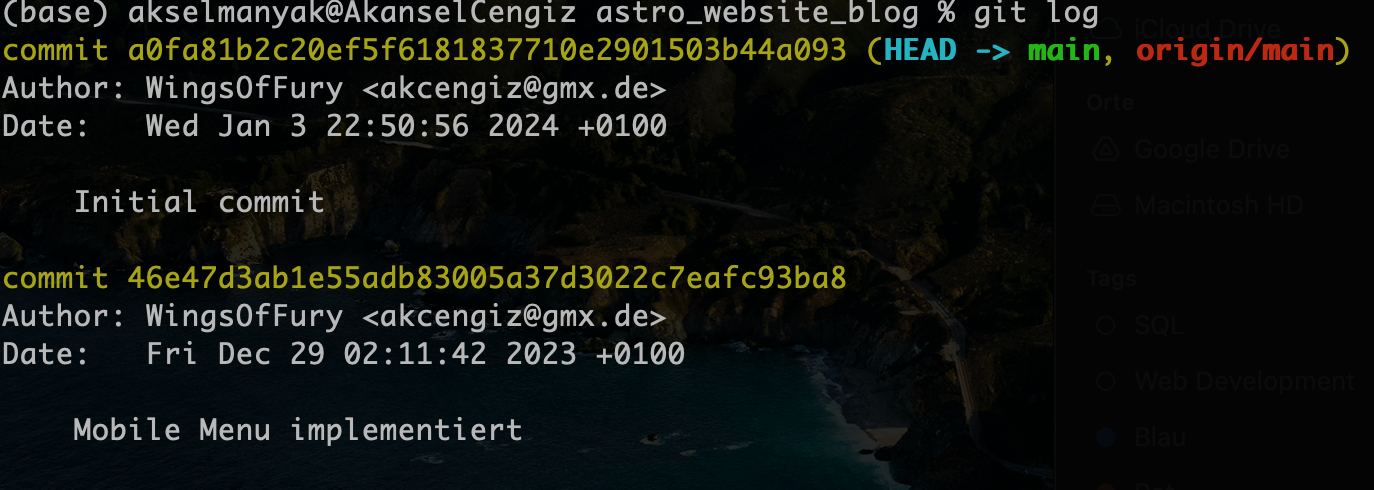 (base) akselmanyak@AkanselCengiz astro_website_blog % git log
commit a0fa81b2c20ef5f6181837710e2901503b44a093 (HEAD -> main, origin/main)
Author: WingsOfFury <akcengiz@gmx.de>
Date:   Wed Jan 3 22:50:56 2024 +0100
Initial commit
commit 46e47d3ab1e55adb83005a37d3022c7eafc93ba8
Author: WingsOfFury <akcengiz@gmx.de>
Date:   Fri Dec 29 02:11:42 2023 +0100
Mobile Menu implementiert
iCloud Drive
Orte
Google Drive
Macintosh HD
Tags
SQL
Web Development
Blau